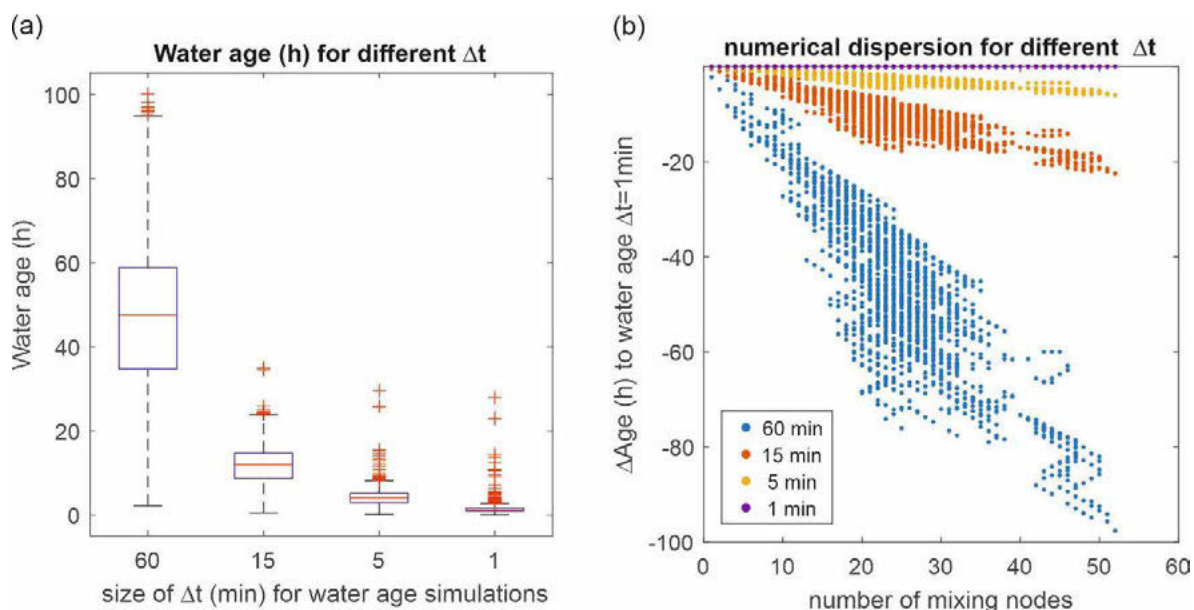 (a)
Water age (h) for different Δt
Water age (h)
100
80
60
40
20
0
60
15
5
1
size of Δt (min) for water age simulations
(b)
numerical dispersion for different Δt
ΔAge (h) to water age Δt=1min
-20
-40
-60
-80
-100
60 min
15 min
5 min
1 min
0
10
20
30
40
50
60
number of mixing nodes